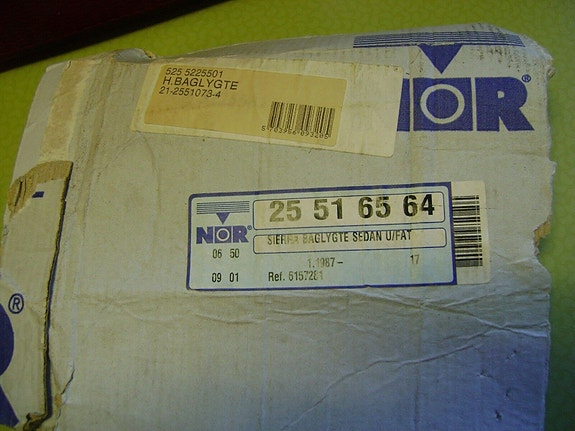 525 5225501
H.BAGLYGTE
21-2551073-4
NOR®
NOR®
25 51 65 64
SIERRA BAGLYGTE SEDAN U/FAT
06 50
1.1987- 17
09 01
Ref. 6157281
®